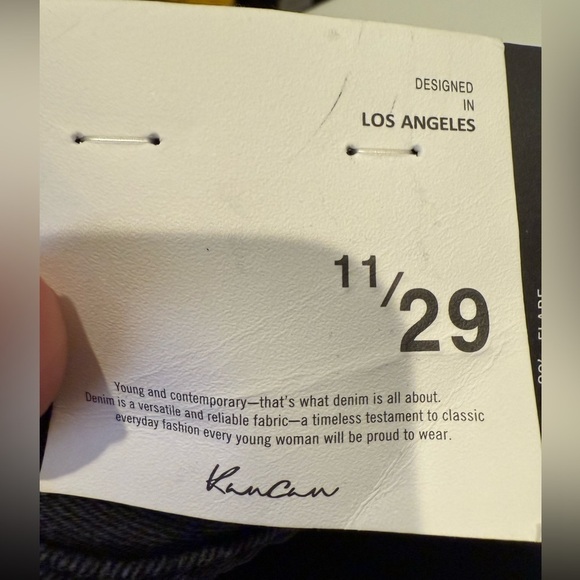 DESIGNED
IN
LOS ANGELES
11/29
Young and contemporary—that's what denim is all about.
Denim is a versatile and reliable fabric—a timeless testament to classic
everyday fashion every young woman will be proud to wear.
KanCan
FLARE